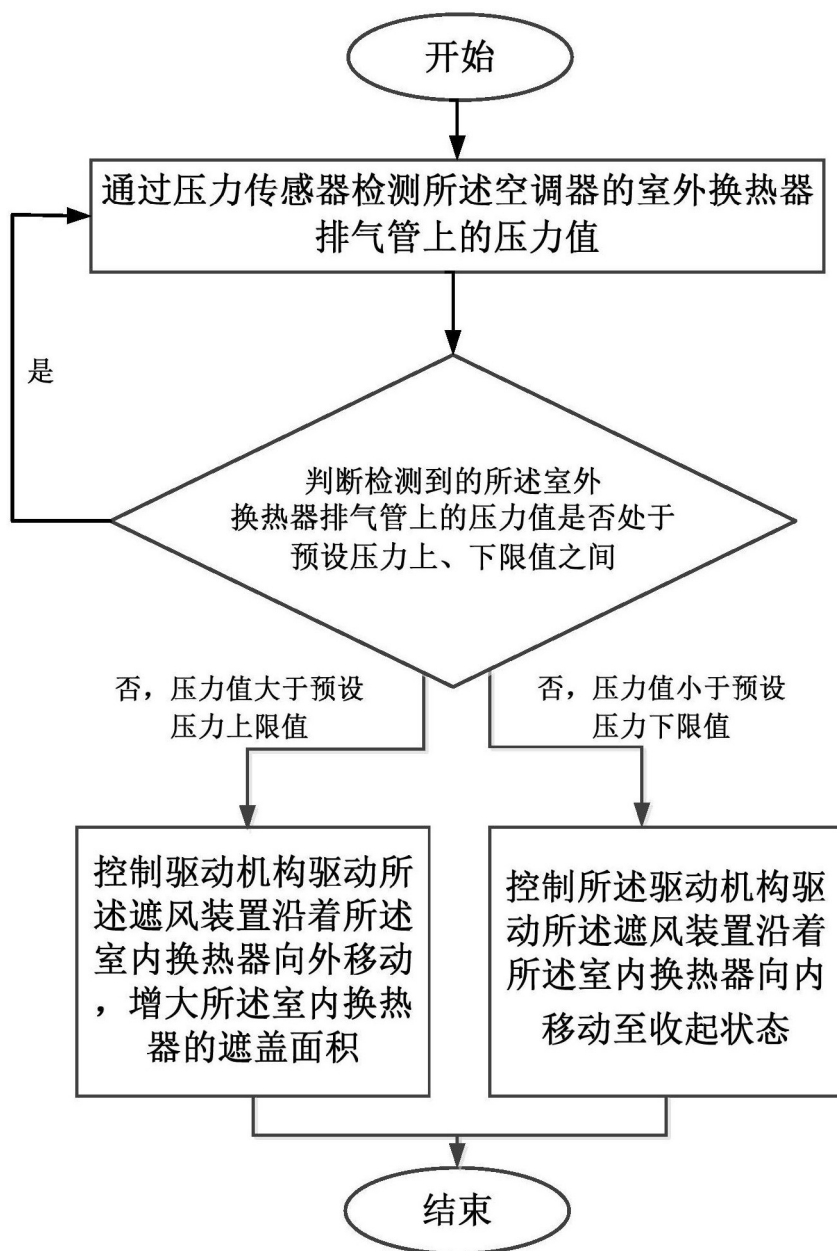 开始
通过压力传感器检测所述空调器的室外换热器
排气管上的压力值
是
判断检测到的所述室外
换热器排气管上的压力值是否处于
预设压力上、下限值之间
否，压力值大于预设
压力上限值
否，压力值小于预设
压力下限值
控制驱动机构驱动所
述遮风装置沿着所述
室内换热器向外移动
，增大所述室内换热
器的遮盖面积
控制所述驱动机构驱
动所述遮风装置沿着
所述室内换热器向内
移动至收起状态
结束